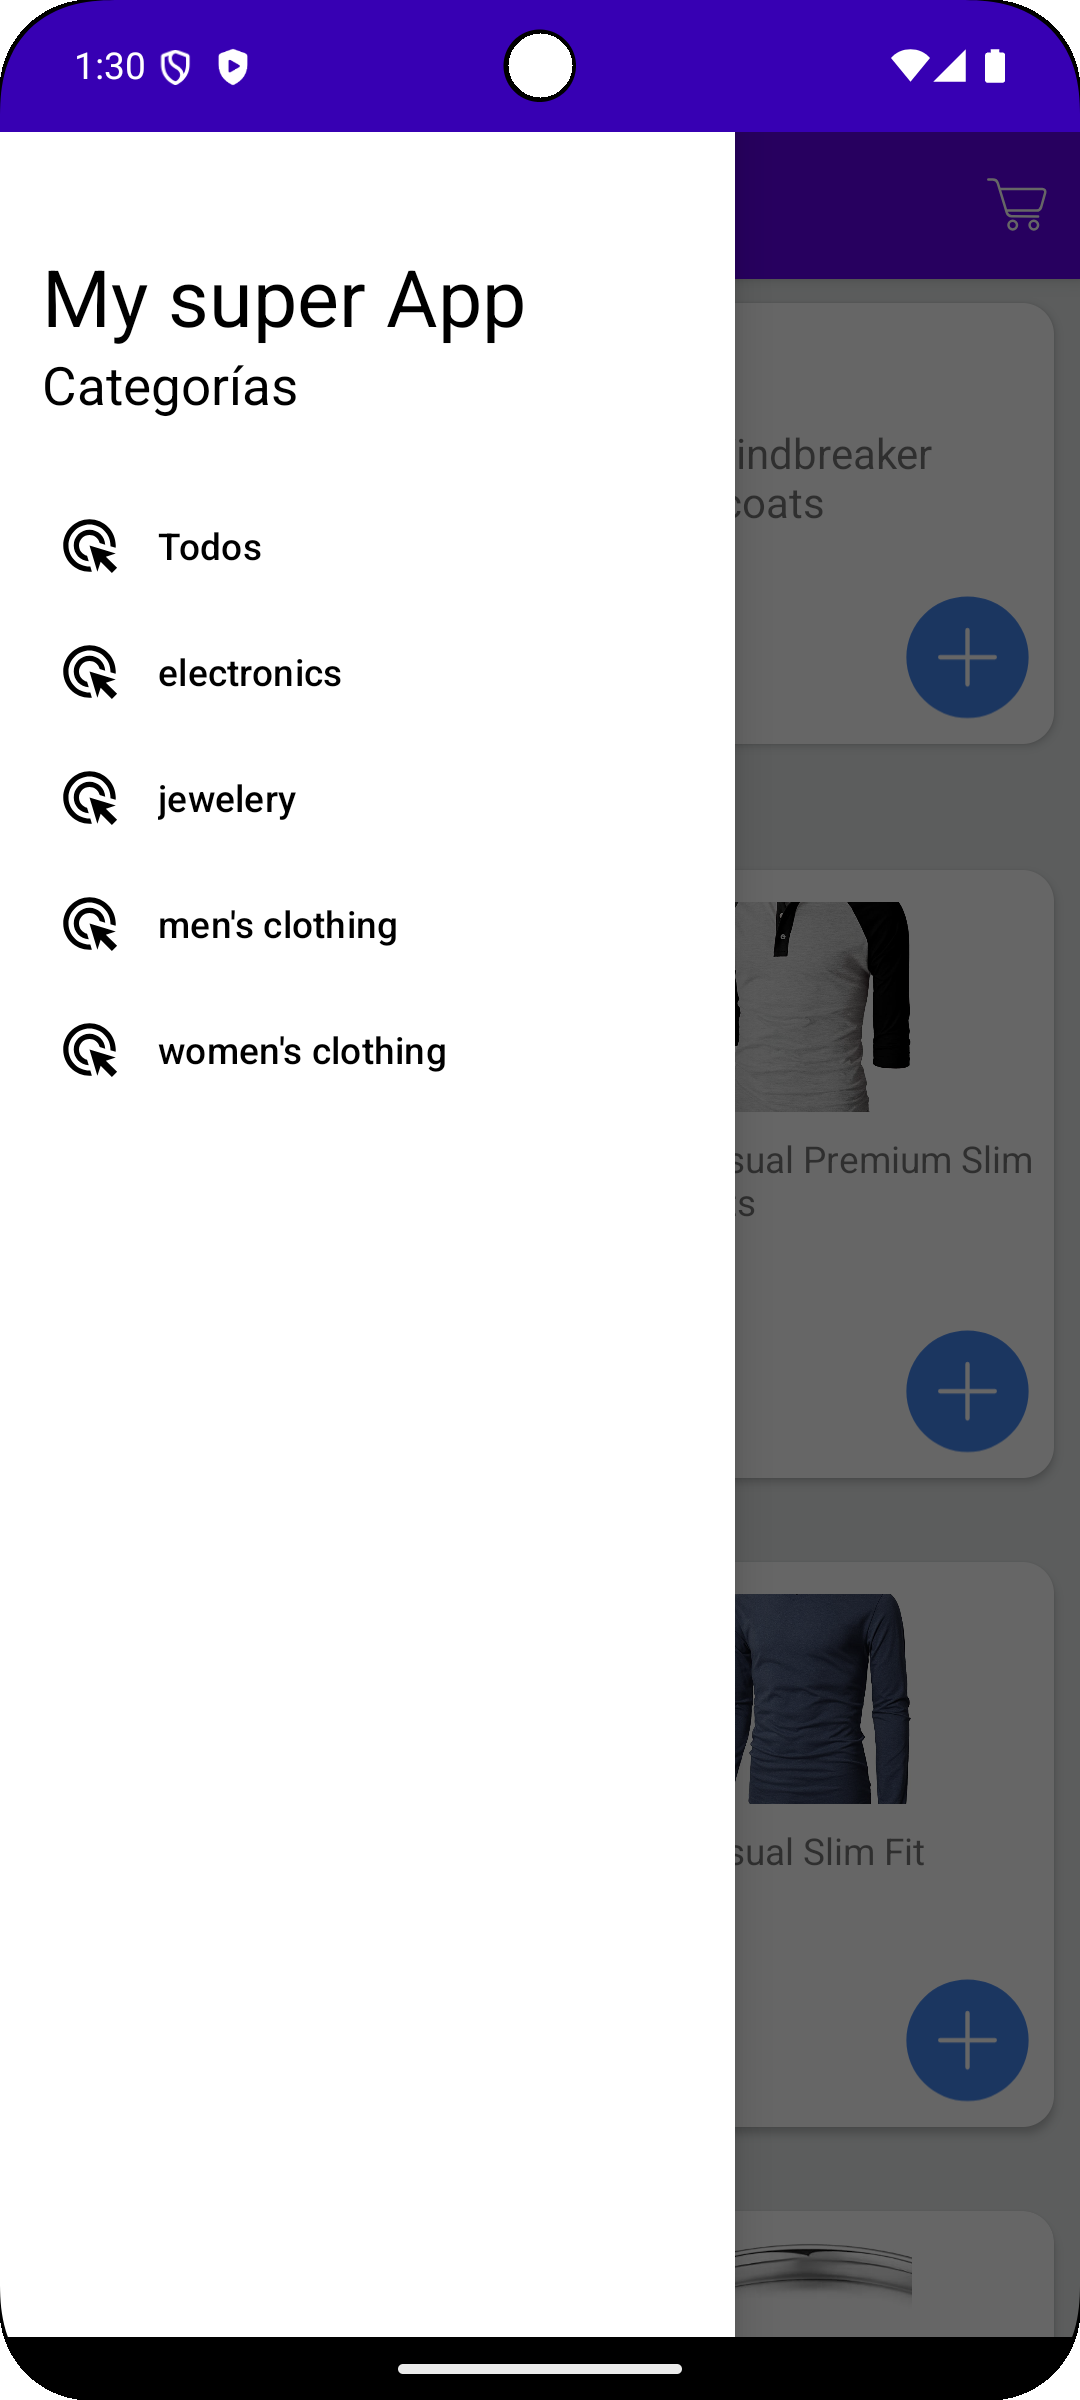 1:30
My super App
Categorías
Todos
electronics
jewelery
men's clothing
women's clothing
indbreaker
coats
sual Premium Slim
ts
sual Slim Fit